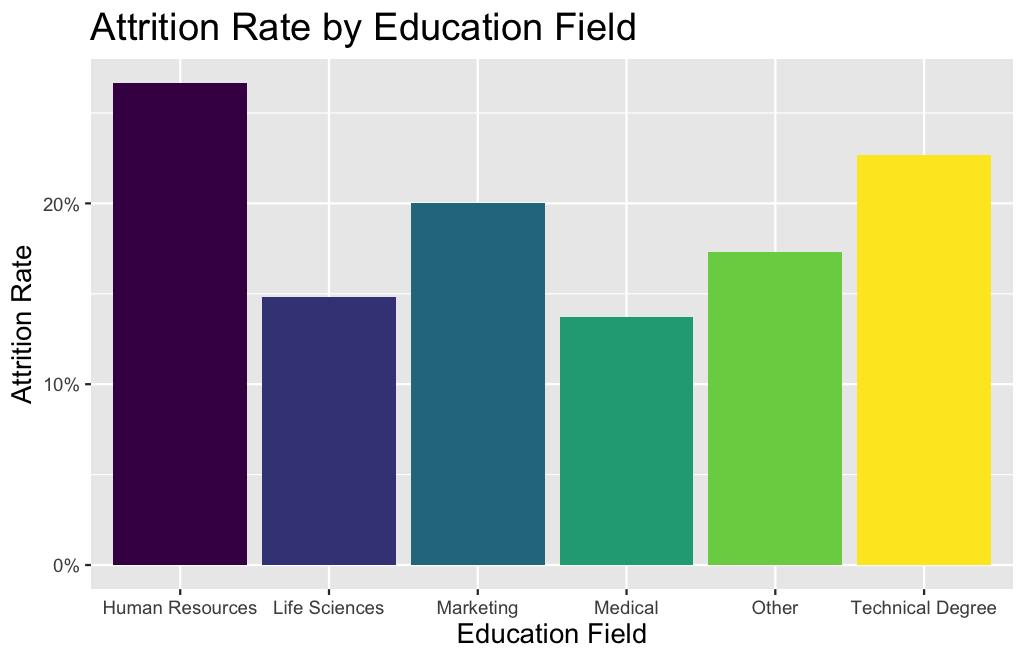 Attrition Rate by Education Field
Attrition Rate
20%
10%
0%
Human Resources Life Sciences Marketing Medical Other Technical Degree
Education Field